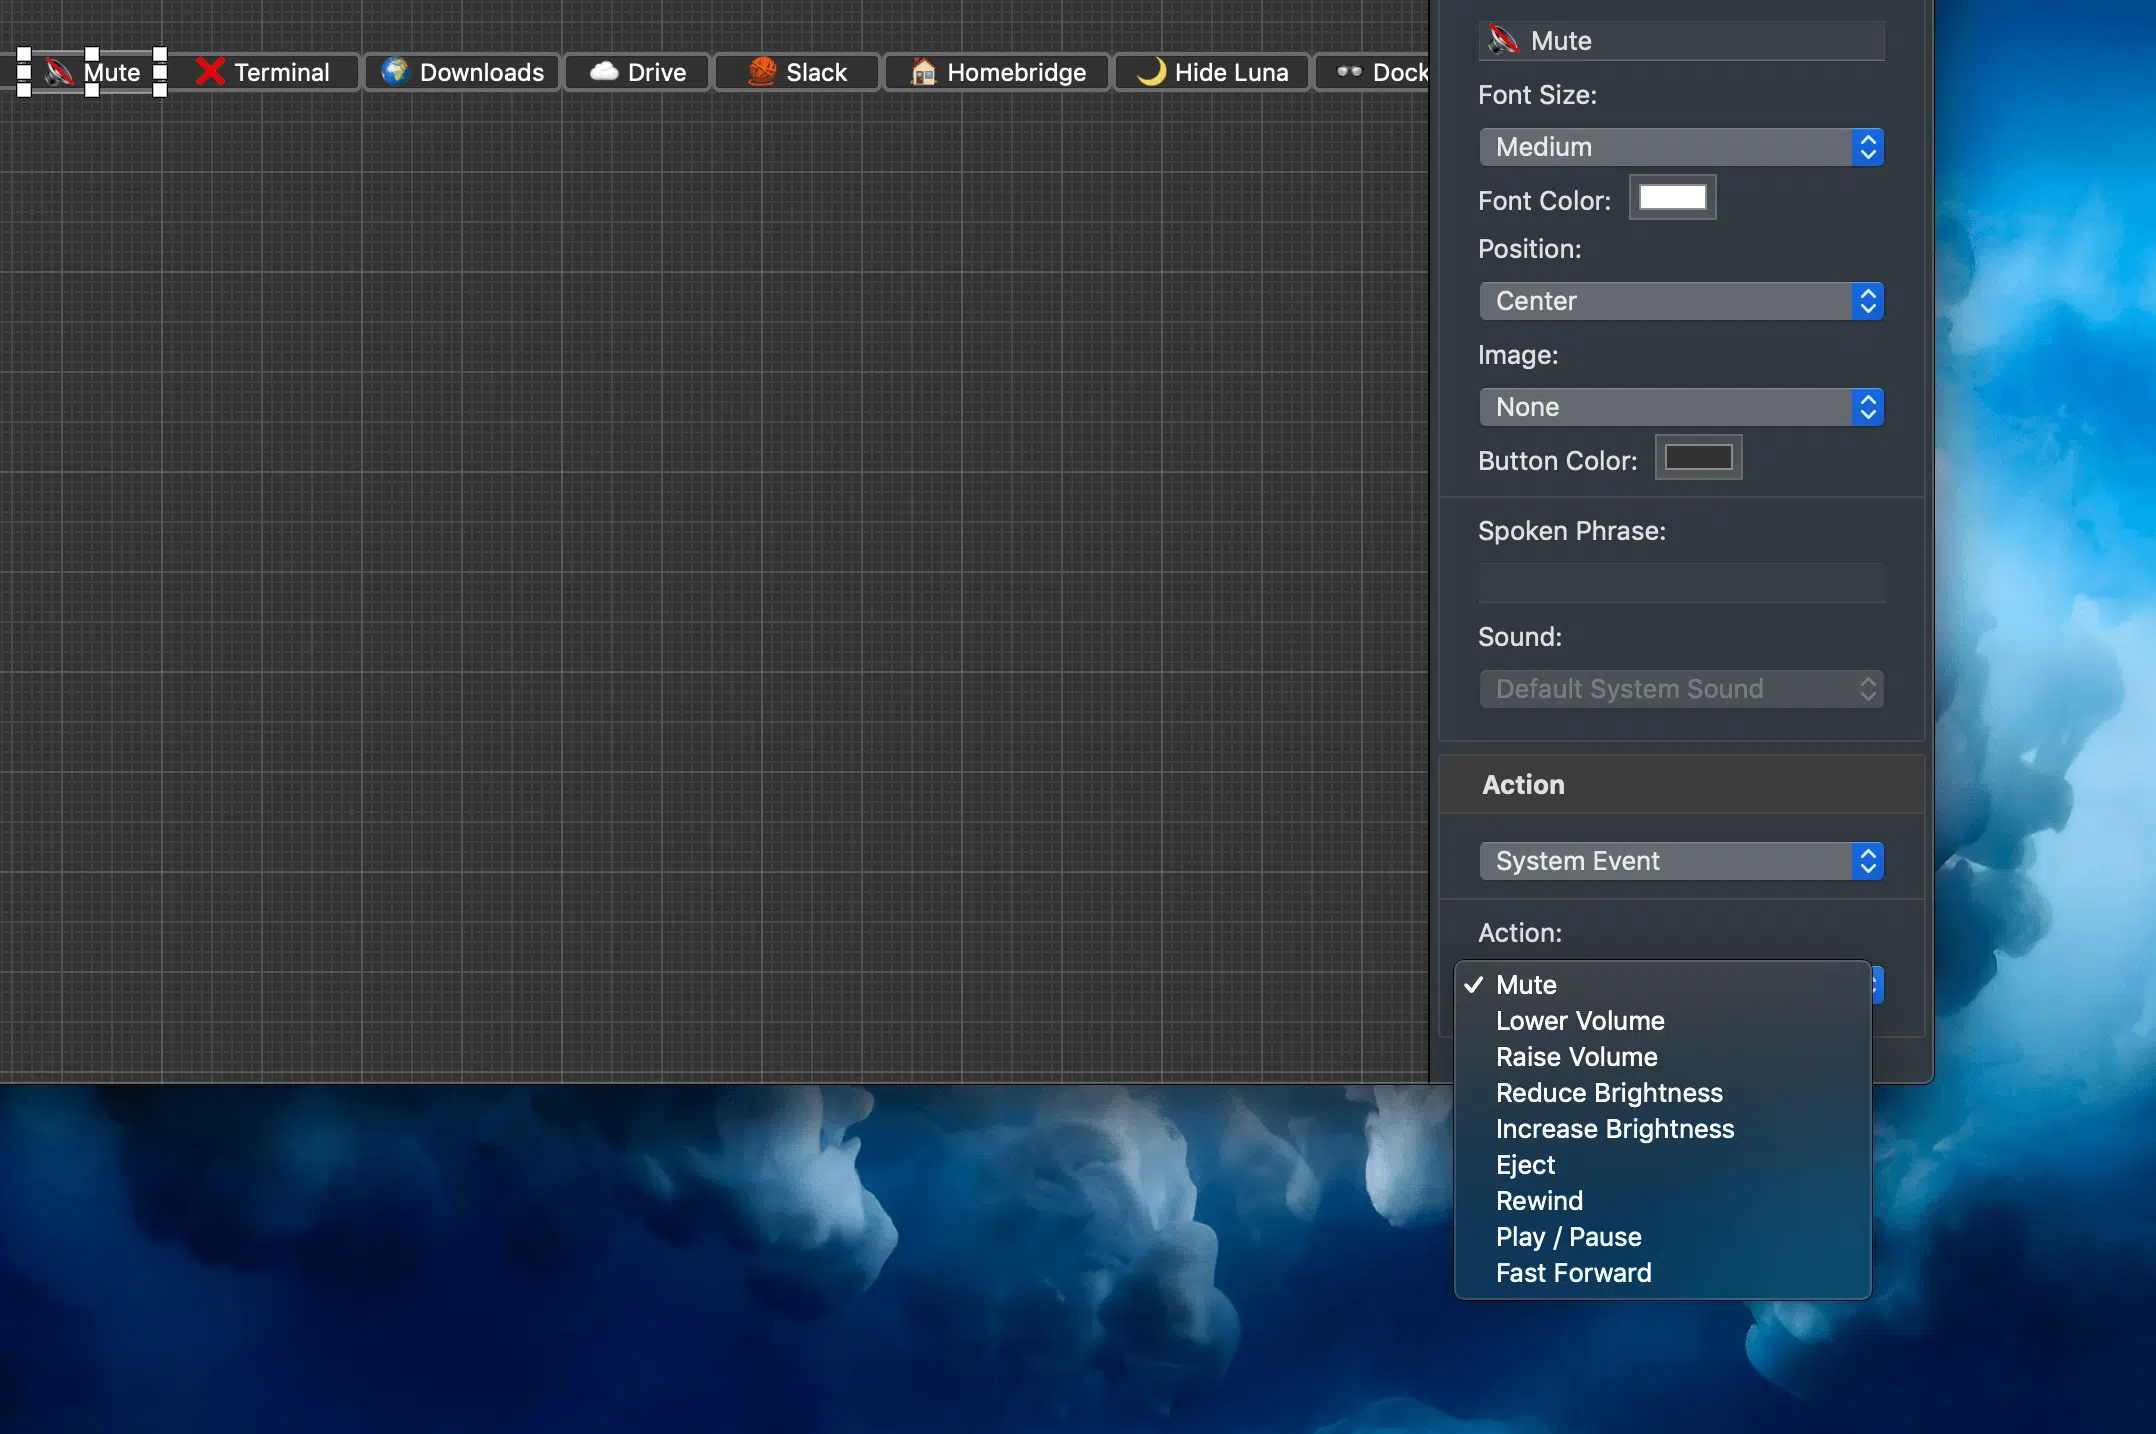 Mute
Terminal
Downloads
Drive
Slack
Homebridge
Hide Luna
Dock
Mute
Font Size:
Medium
Font Color:
Position:
Center
Image:
None
Button Color:
Spoken Phrase:
Sound:
Default System Sound
Action
System Event
Action:
Mute
Lower Volume
Raise Volume
Reduce Brightness
Increase Brightness
Eject
Rewind
Play / Pause
Fast Forward